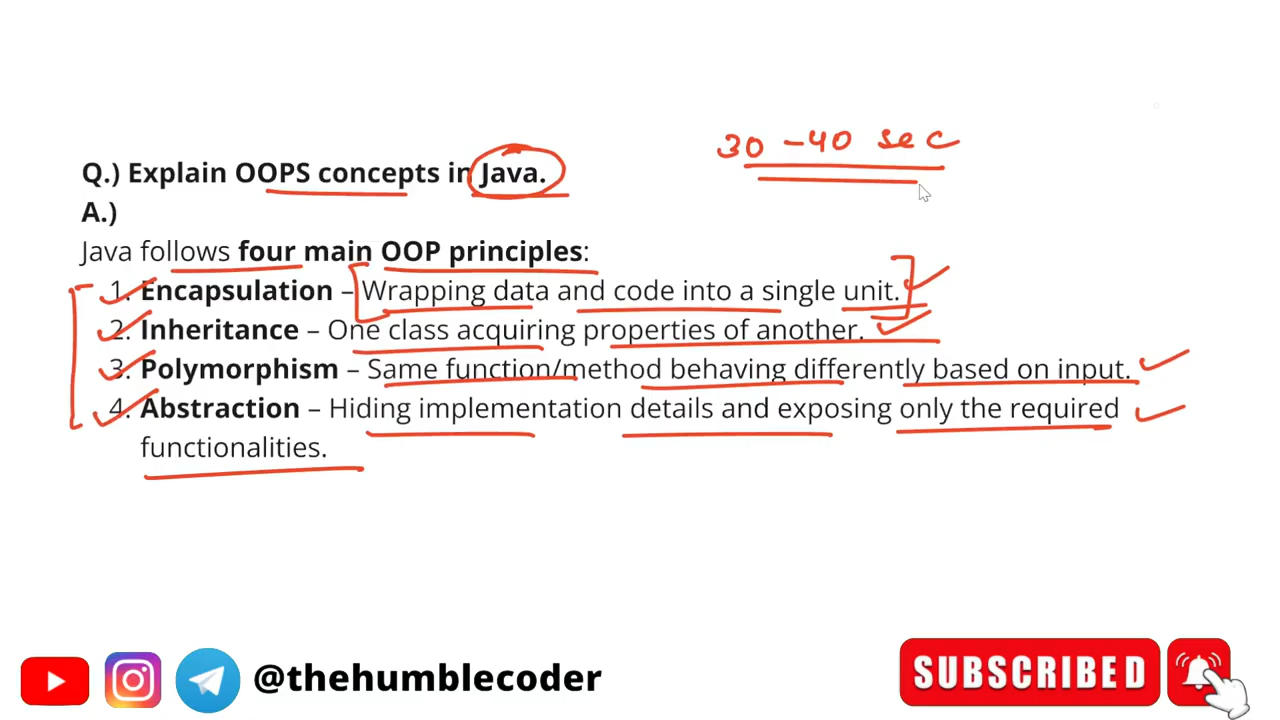 30 - 40 sec
Q.) Explain OOPS concepts in Java.
A.)
Java follows four main OOP principles:
1. Encapsulation – Wrapping data and code into a single unit.
2. Inheritance – One class acquiring properties of another.
3. Polymorphism – Same function/method behaving differently based on input.
4. Abstraction – Hiding implementation details and exposing only the required
functionalities.
@thehumblecoder
SUBSCRIBED